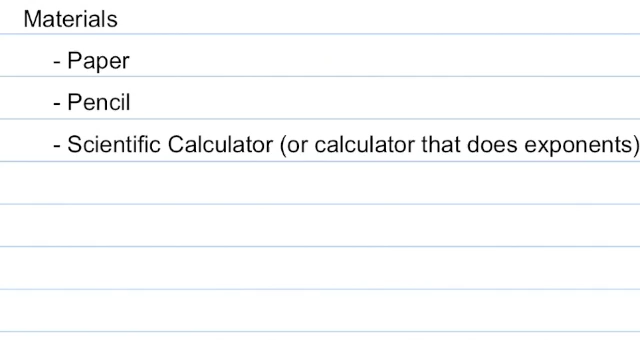 Materials
- Paper
- Pencil
- Scientific Calculator (or calculator that does exponents)